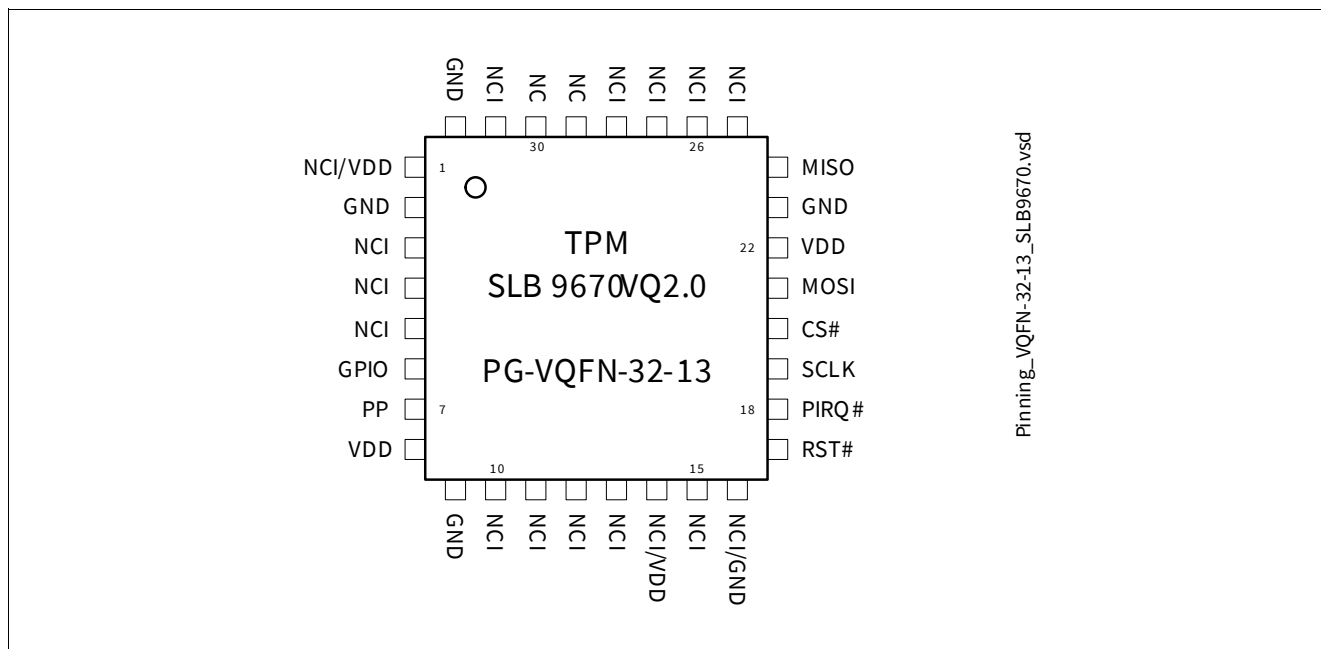 GND
NCI
NC
NC
NCI
NCI
NCI
NCI
30
26
NCI/VDD
1
MISO
GND
GND
NCI
22
VDD
NCI
MOSI
NCI
CS#
GPIO
SCLK
PP
7
18
PIRQ#
VDD
RST#
TPM
SLB 9670VQ2.0
PG-VQFN-32-13
10
15
GND
NCI
NCI
NCI
NCI
NCI/VDD
NCI
NCI/GND
Pinning_VQFN-32-13_SLB9670.vsd